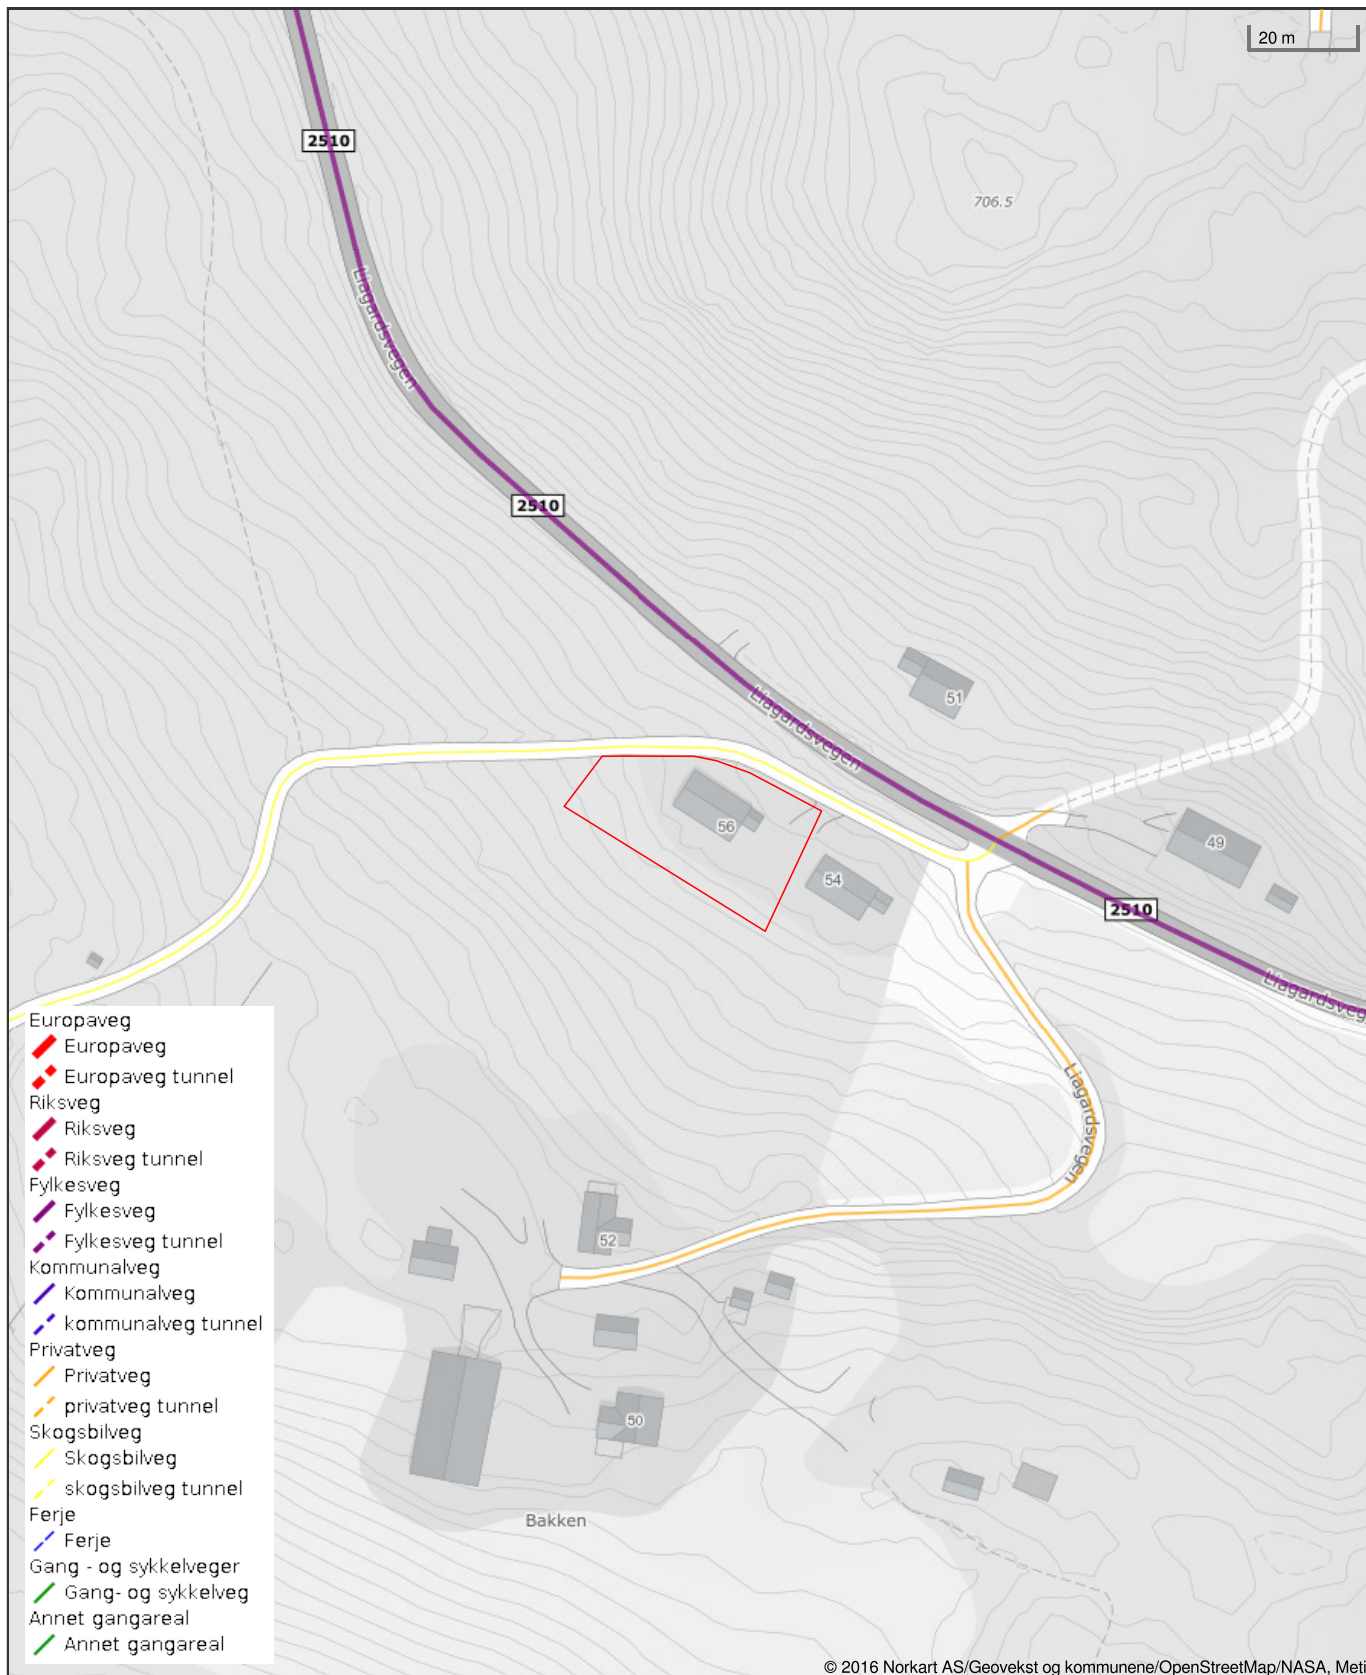 20 m
2510
706.5
Liagardsvegen
2510
51
Liagardsvegen
56
49
54
2510
Liagardsveg
Liagardsvegen
52
50
Bakken
Europaveg
Europaveg
Europaveg tunnel
Riksveg
Riksveg
Riksveg tunnel
Fylkesveg
Fylkesveg
Fylkesveg tunnel
Kommunalveg
Kommunalveg
kommunalveg tunnel
Privatveg
Privatveg
privatveg tunnel
Skogsbilveg
Skogsbilveg
skogsbilveg tunnel
Ferje
Ferje
Gang - og sykkelveger
Gang- og sykkelveg
Annet gangareal
Annet gangareal
© 2016 Norkart AS/Geovekst og kommunene/OpenStreetMap/NASA, Meti